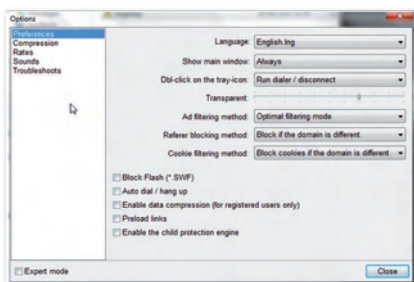 Options
Preferences
Compression
Rates
Sounds
Troubleshoots
Language: English.lng
Show main window: Always
Dbl-click on the tray-icon: Run dialer / disconnect
Transparent:
Ad filtering method: Optimal filtering mode
Referer blocking method: Block if the domain is different
Cookie filtering method: Block cookies if the domain is different
Block Flash (*.SWF)
Auto dial / hang up
Enable data compression (for registered users only)
Preload links
Enable the child protection engine
Expert mode
Close